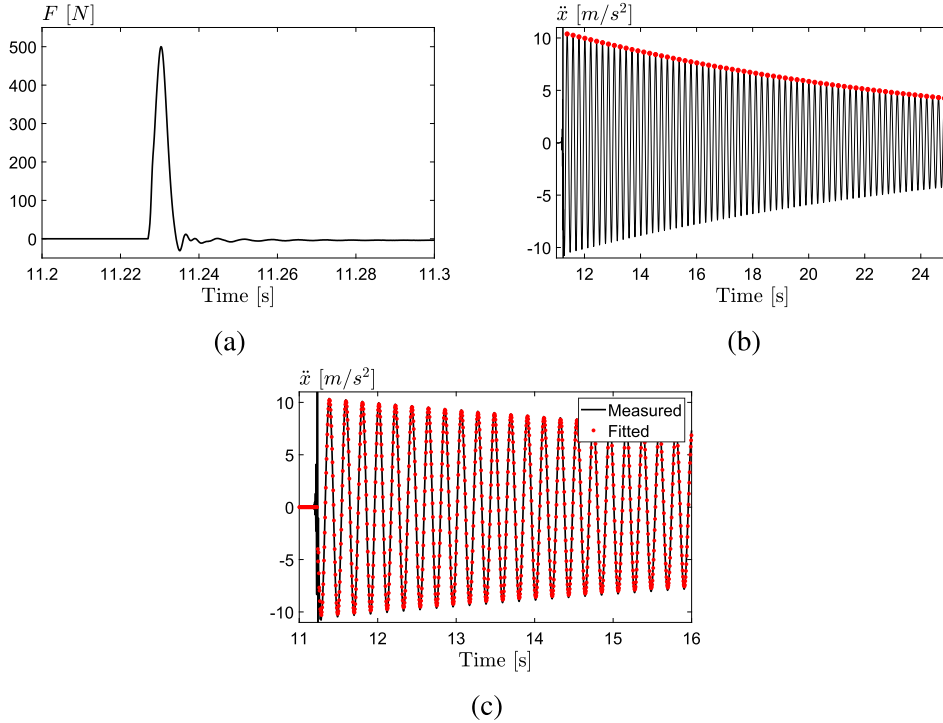 F [N]
500
400
300
200
100
0
11.2 11.22 11.24 11.26 11.28 11.3
Time [s]
(a)
ẍ [m/s²]
10
5
0
-5
-10
12 14 16 18 20 22 24
Time [s]
(b)
ẍ [m/s²]
10
5
0
-5
-10
Measured
Fitted
11 12 13 14 15 16
Time [s]
(c)